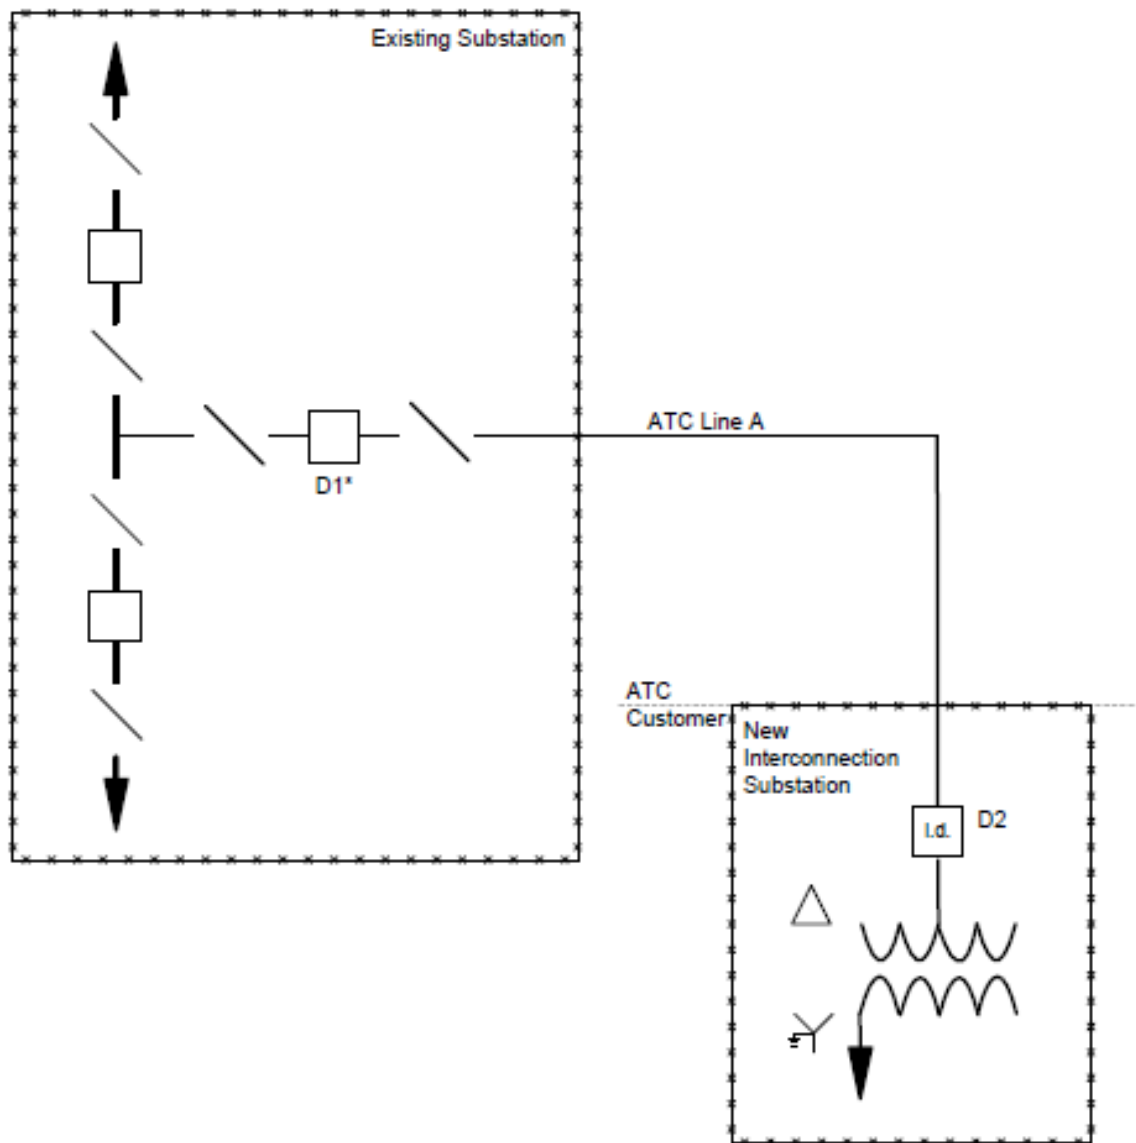 Existing Substation
ATC Line A
D1*
ATC
Customer
New
Interconnection
Substation
I.d.
D2